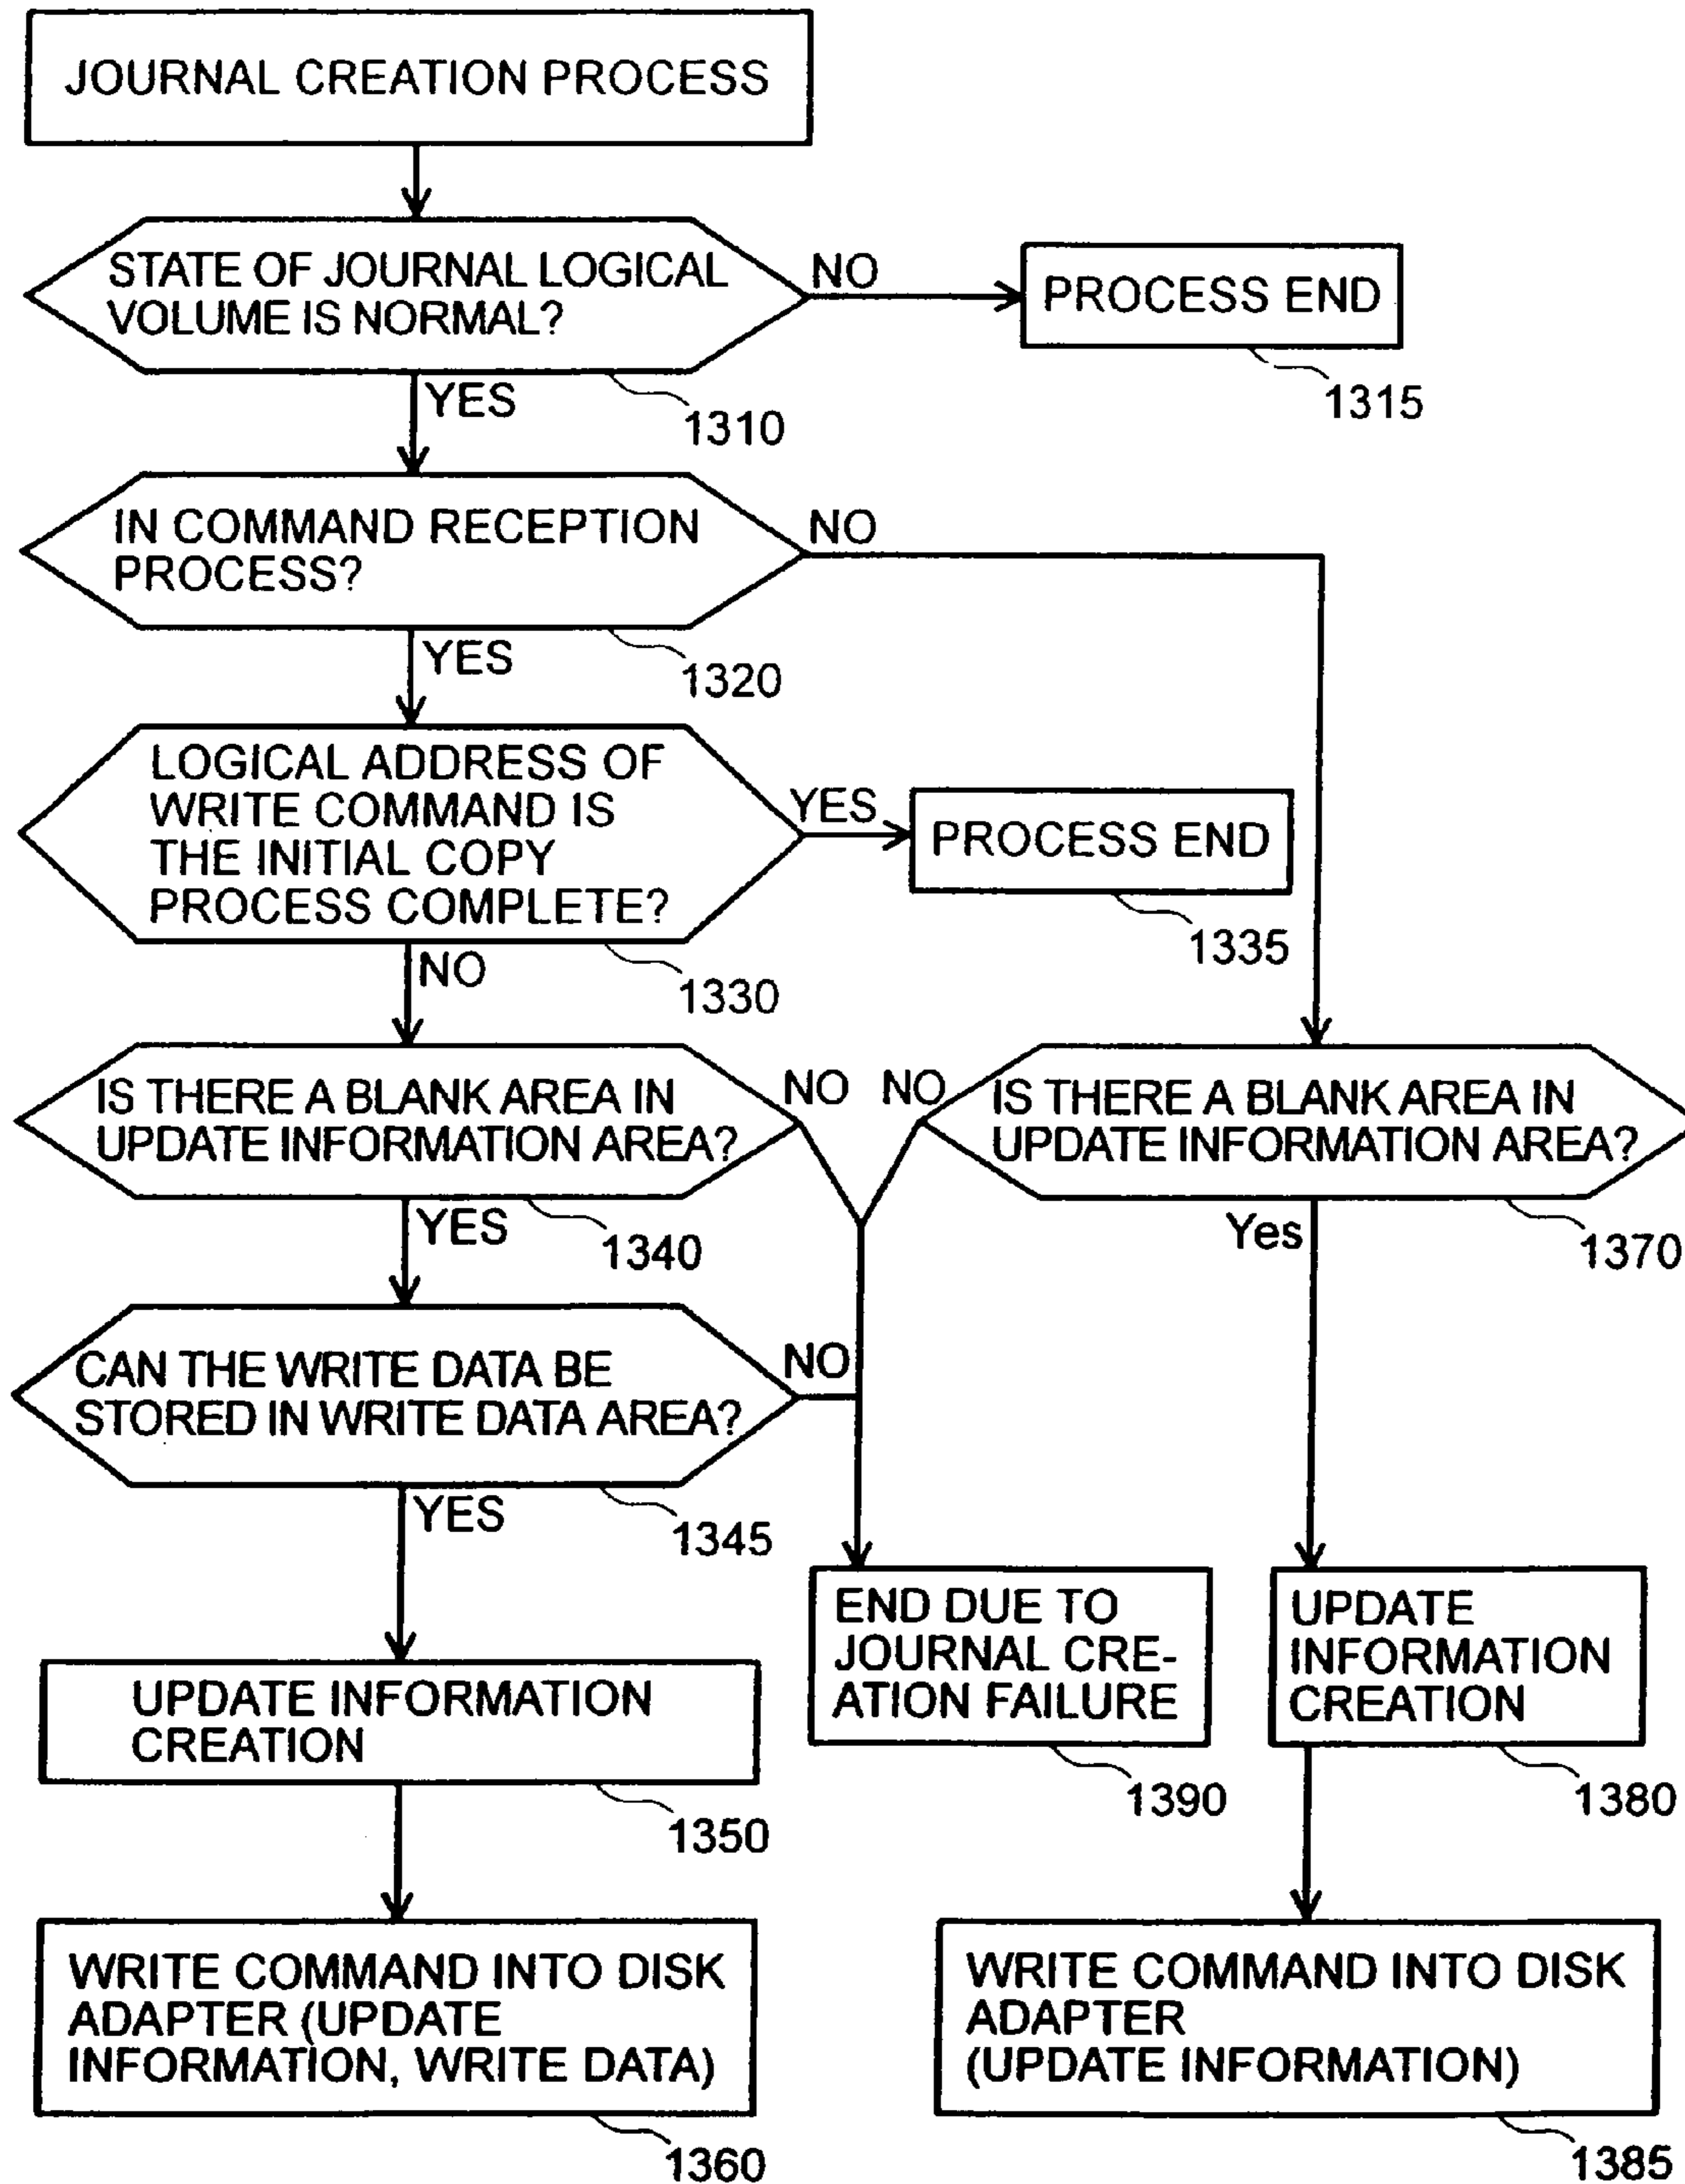 JOURNAL CREATION PROCESS
STATE OF JOURNAL LOGICAL
VOLUME IS NORMAL?
NO
PROCESS END
1315
YES
1310
IN COMMAND RECEPTION
PROCESS?
NO
YES
1320
LOGICAL ADDRESS OF
WRITE COMMAND IS
THE INITIAL COPY
PROCESS COMPLETE?
YES
PROCESS END
1335
NO
1330
IS THERE A BLANK AREA IN
UPDATE INFORMATION AREA?
NO
NO
IS THERE A BLANK AREA IN
UPDATE INFORMATION AREA?
YES
1340
Yes
1370
CAN THE WRITE DATA BE
STORED IN WRITE DATA AREA?
NO
YES
1345
END DUE TO
JOURNAL CRE-
ATION FAILURE
1390
UPDATE
INFORMATION
CREATION
1380
UPDATE INFORMATION
CREATION
1350
WRITE COMMAND INTO DISK
ADAPTER (UPDATE
INFORMATION, WRITE DATA)
1360
WRITE COMMAND INTO DISK
ADAPTER
(UPDATE INFORMATION)
1385